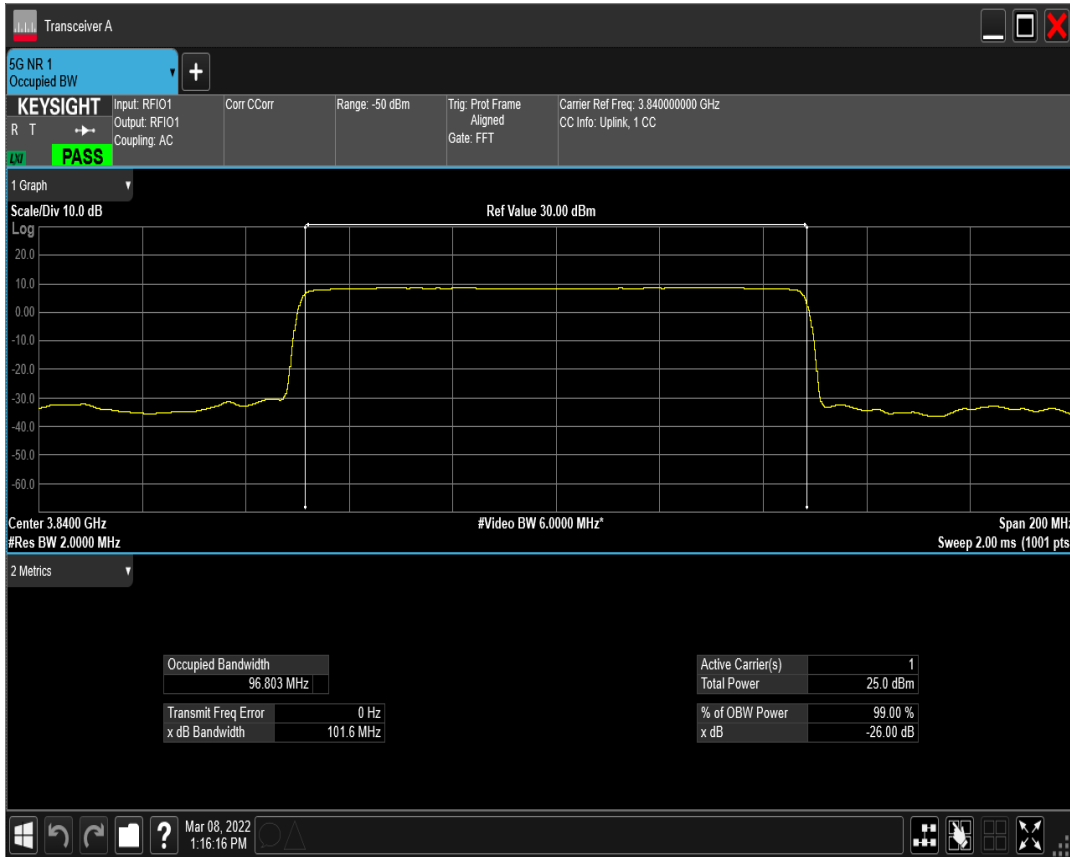 Transceiver A
5G NR 1
Occupied BW
+
KEYSIGHT
R T
LXI PASS
Input: RFIO1
Output: RFIO1
Coupling: AC
Corr CCorr
Range: -50 dBm
Trig: Prot Frame
Aligned
Gate: FFT
Carrier Ref Freq: 3.840000000 GHz
CC Info: Uplink, 1 CC
1 Graph
Scale/Div 10.0 dB
Ref Value 30.00 dBm
Log
20.0
10.0
0.00
-10.0
-20.0
-30.0
-40.0
-50.0
-60.0
Center 3.8400 GHz
#Video BW 6.0000 MHz*
Span 200 MHz
#Res BW 2.0000 MHz
Sweep 2.00 ms (1001 pts
2 Metrics
Occupied Bandwidth
96.803 MHz
Transmit Freq Error 0 Hz
x dB Bandwidth 101.6 MHz
Active Carrier(s) 1
Total Power 25.0 dBm
% of OBW Power 99.00 %
x dB -26.00 dB
?
Mar 08, 2022
1:16:16 PM